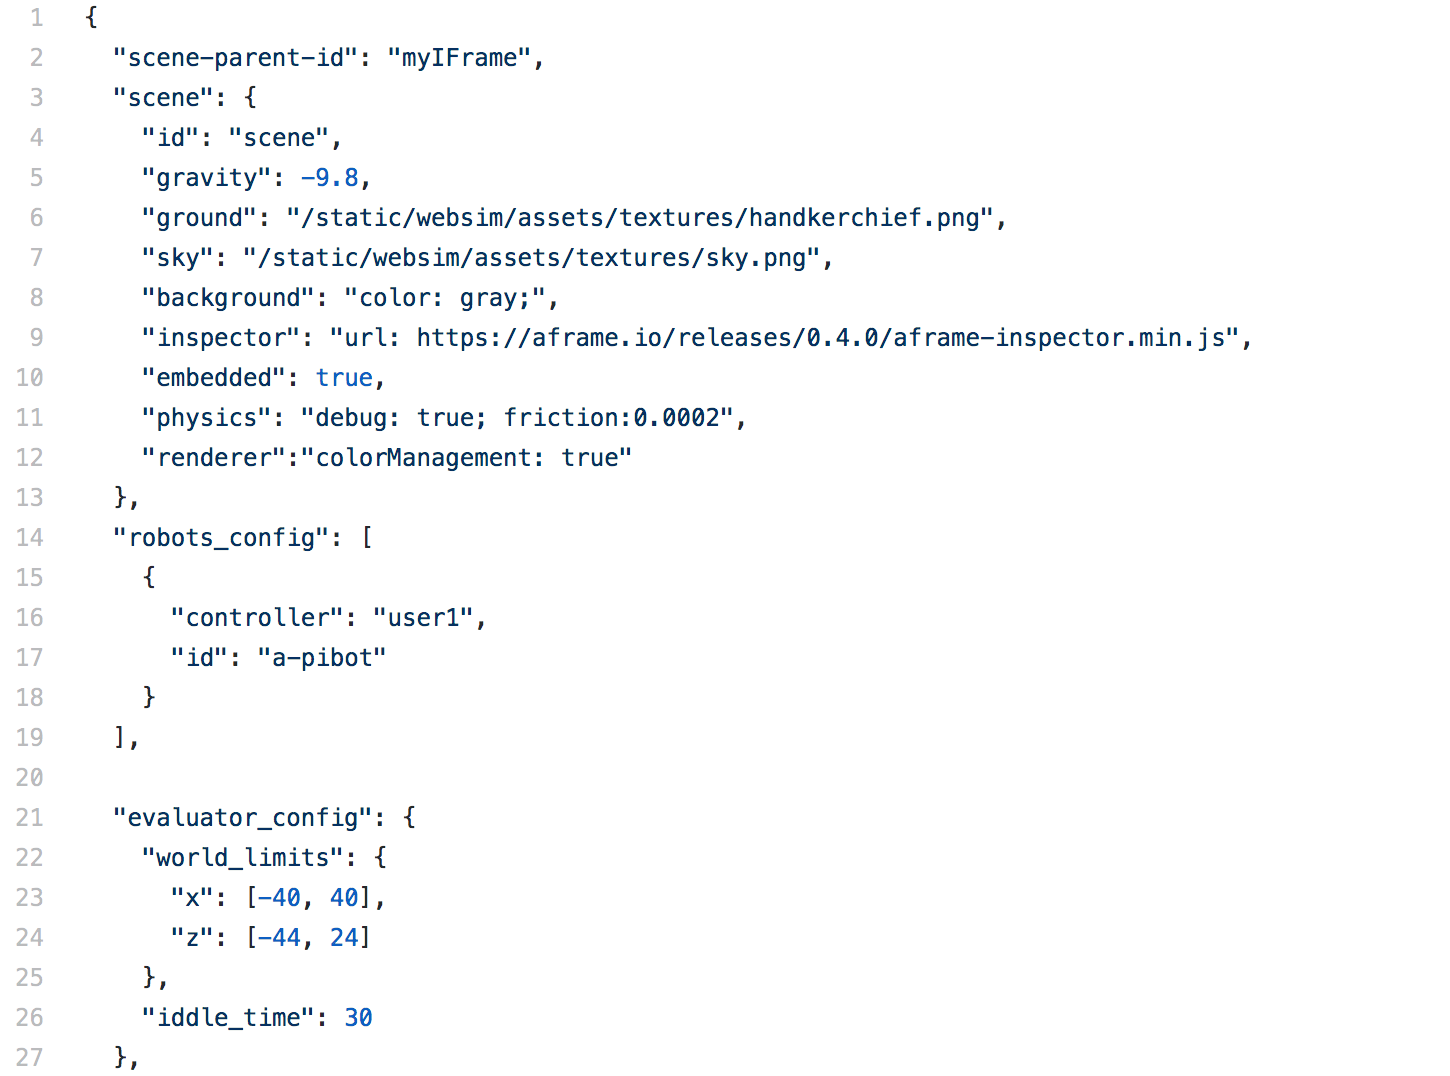 1 {
2 "scene-parent-id": "myIFrame",
3 "scene": {
4 "id": "scene",
5 "gravity": -9.8,
6 "ground": "/static/websim/assets/textures/handkerchief.png",
7 "sky": "/static/websim/assets/textures/sky.png",
8 "background": "color: gray;",
9 "inspector": "url: https://aframe.io/releases/0.4.0/aframe-inspector.min.js",
10 "embedded": true,
11 "physics": "debug: true; friction:0.0002",
12 "renderer":"colorManagement: true"
13 },
14 "robots_config": [
15 {
16 "controller": "user1",
17 "id": "a-pibot"
18 }
19 ],
20
21 "evaluator_config": {
22 "world_limits": {
23 "x": [-40, 40],
24 "z": [-44, 24]
25 },
26 "iddle_time": 30
27 },